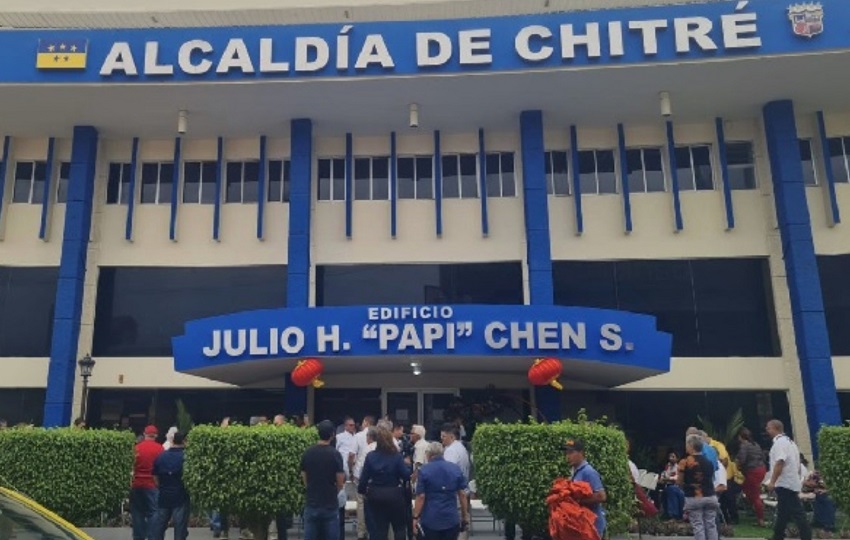 ALCALDÍA DE CHITRÉ
EDIFICIO
JULIO H. “PAPI” CHEN S.